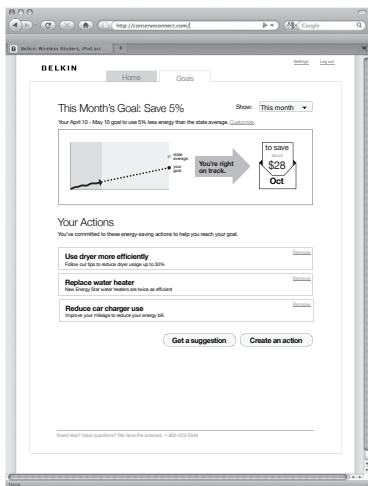 http://conserveconnect.com/
Google
B Belkin: Wireless Routers, iPod acc...
BELKIN
Settings Log out
Home Goals
This Month's Goal: Save 5%
Show: This month
Your April 10 - May 10 goal to use 5% less energy than the state average. Customize.
state
average
your
goal
You're right
on track.
to save
about
$28
Oct
Your Actions
You've committed to these energy-saving actions to help you reach your goal.
Use dryer more efficiently
Remove
Follow our tips to reduce dryer usage up to 30%
Replace water heater
Remove
New Energy Star water heaters are twice as efficient
Reduce car charger use
Remove
Improve your mileage to reduce your energy bill.
Get a suggestion Create an action
Need help? Have questions? We have the answers.
Done